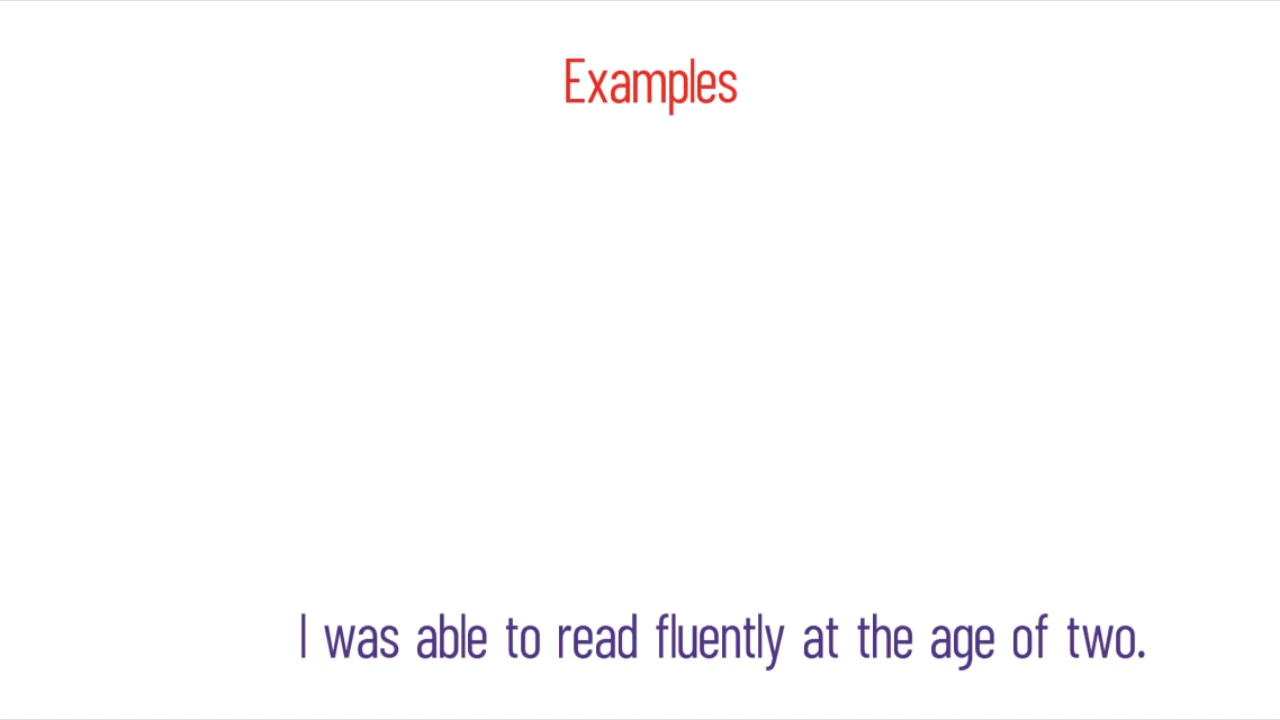 Examples
I was able to read fluently at the age of two.